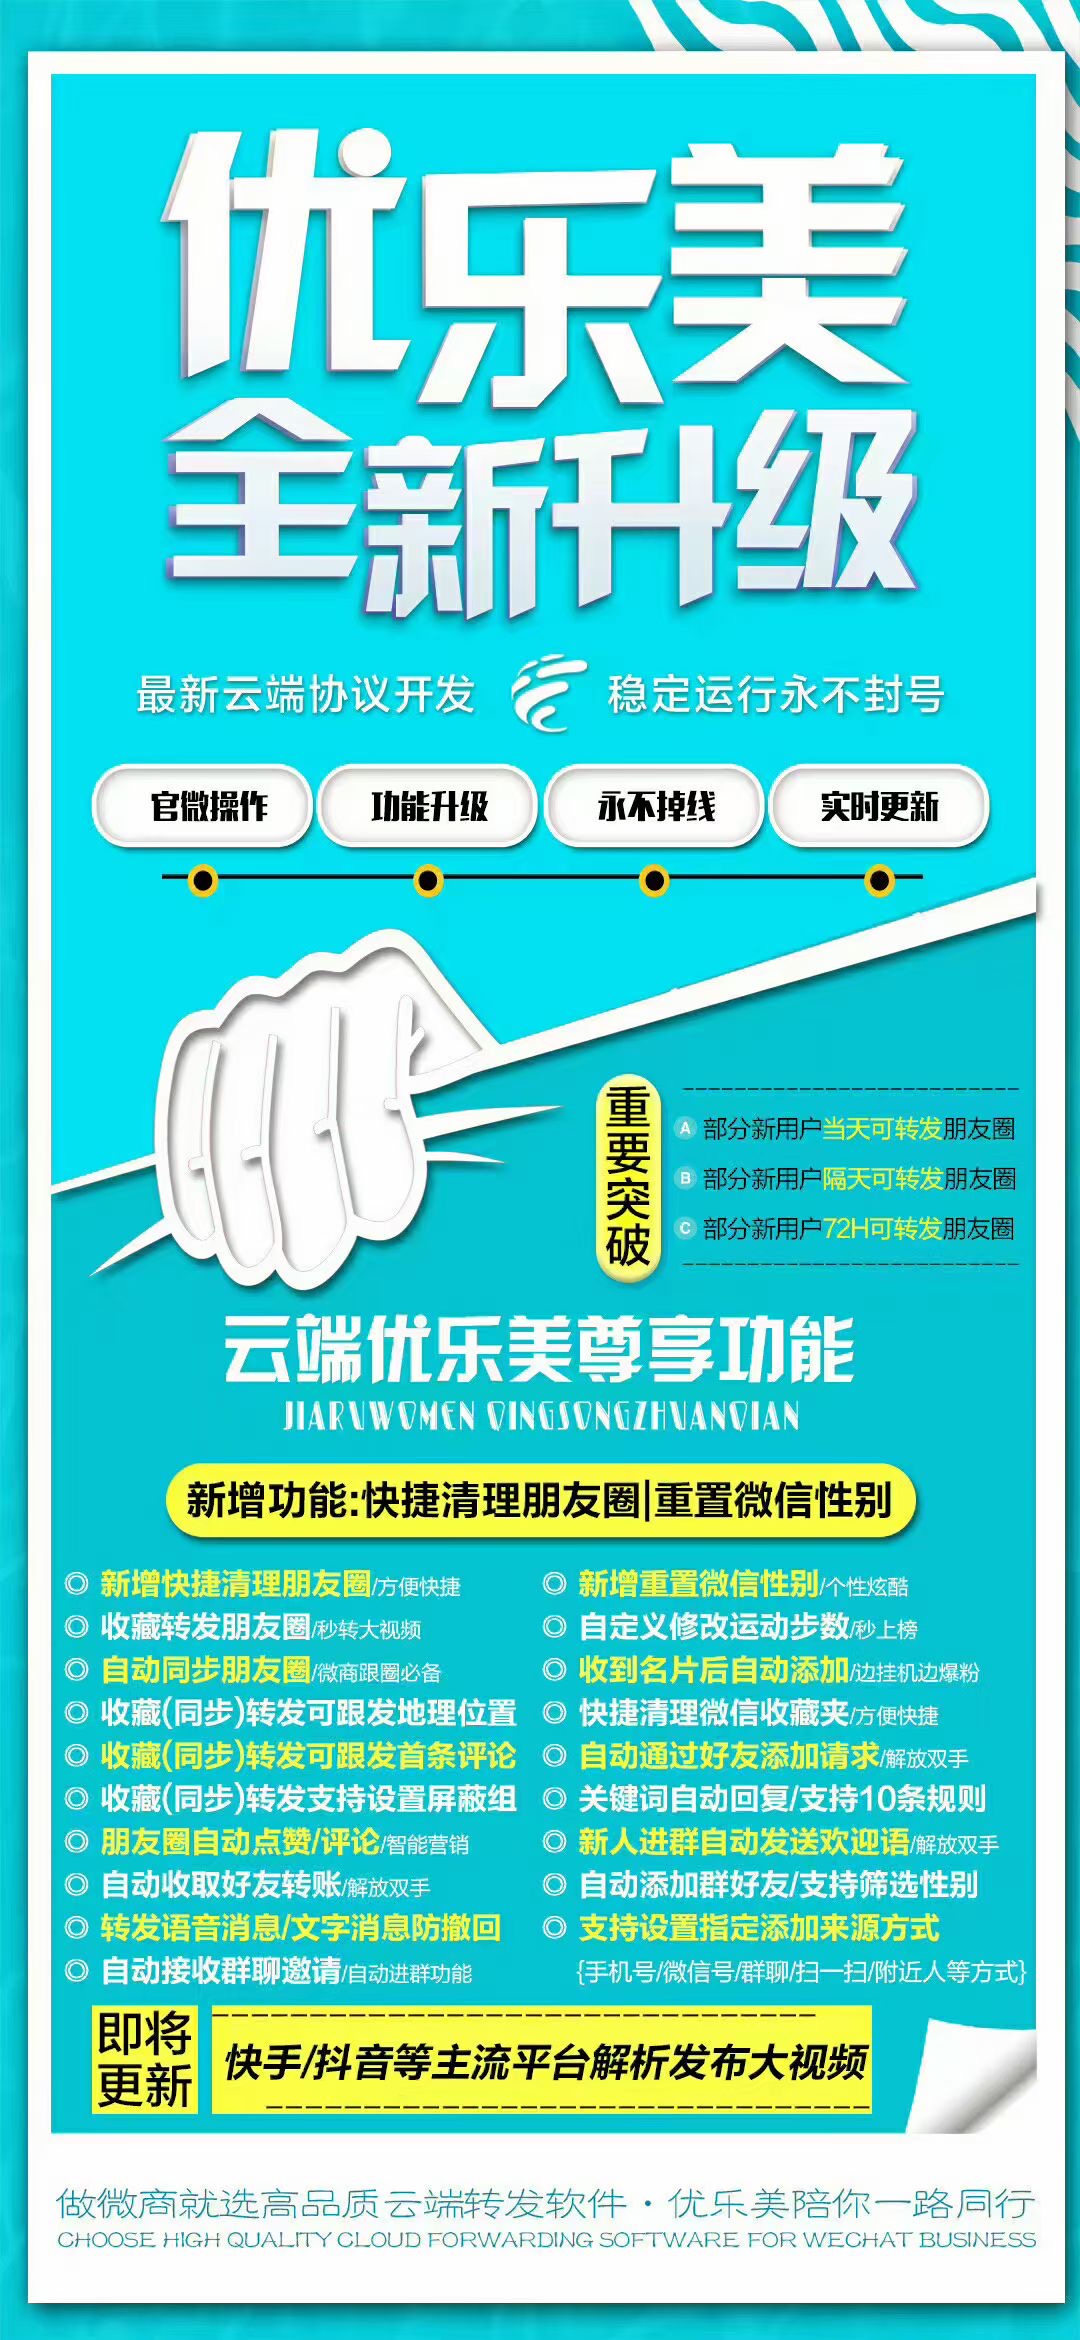 优乐美
全新升级
最新云端协议开发
稳定运行永不封号
官微操作
功能升级
永不掉线
实时更新
重要突破
A 部分新用户当天可转发朋友圈
B 部分新用户隔天可转发朋友圈
C 部分新用户72H可转发朋友圈
云端优乐美尊享功能
JIARUWOMEN QINGSONGZHUANQIAN
新增功能:快捷清理朋友圈|重置微信性别
◎ 新增快捷清理朋友圈/方便快捷
◎ 收藏转发朋友圈/秒转大视频
◎ 自动同步朋友圈/微商跟圈必备
◎ 收藏(同步)转发可跟发地理位置
◎ 收藏(同步)转发可跟发首条评论
◎ 收藏(同步)转发支持设置屏蔽组
◎ 朋友圈自动点赞/评论/智能营销
◎ 自动收取好友转账/解放双手
◎ 转发语音消息/文字消息防撤回
◎ 自动接收群聊邀请/自动进群功能
◎ 新增重置微信性别/个性炫酷
◎ 自定义修改运动步数/秒上榜
◎ 收到名片后自动添加/边挂机边爆粉
◎ 快捷清理微信收藏夹/方便快捷
◎ 自动通过好友添加请求/解放双手
◎ 关键词自动回复/支持10条规则
◎ 新人进群自动发送欢迎语/解放双手
◎ 自动添加群好友/支持筛选性别
◎ 支持设置指定添加来源方式
{手机号/微信号/群聊/扫一扫/附近人等方式}
即将
更新
快手/抖音等主流平台解析发布大视频
做微商就选高品质云端转发软件·优乐美陪你一路同行
CHOOSE HIGH QUALITY CLOUD FORWARDING SOFTWARE FOR WECHAT BUSINESS